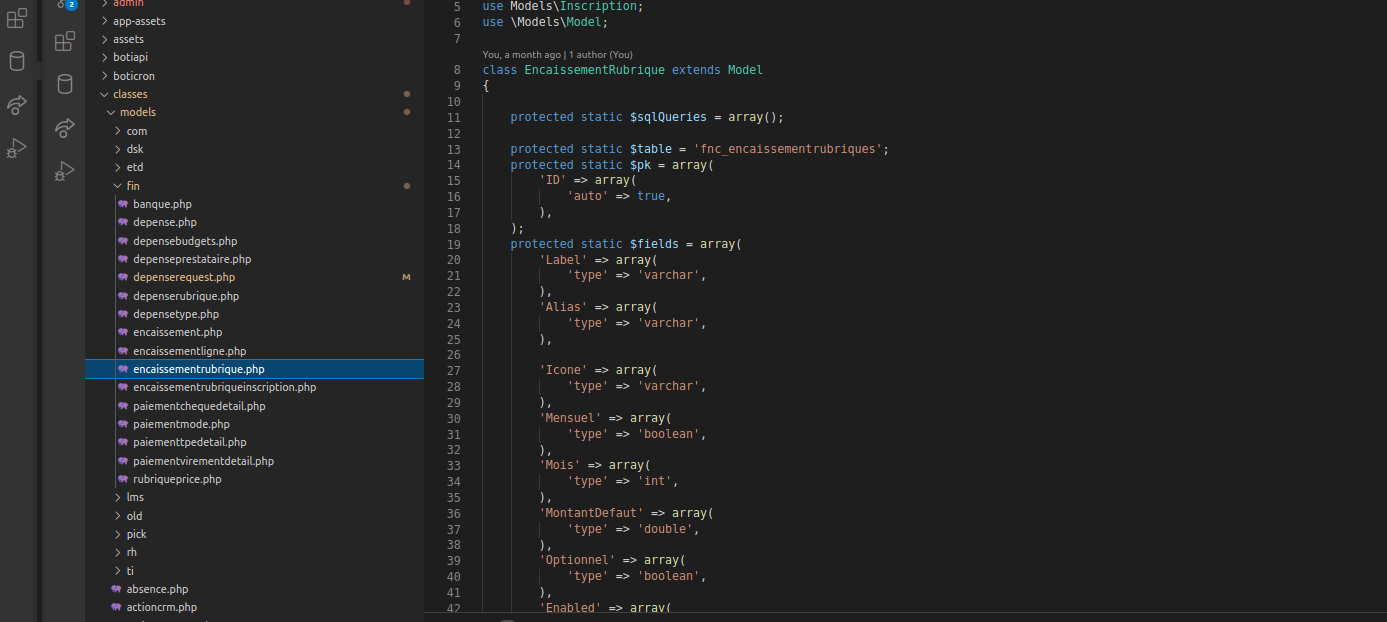 admin
app-assets
assets
botiapi
boticron
classes
models
com
dsk
etd
fin
banque.php
depense.php
depensebudgets.php
depenseprestataire.php
depenserequest.php M
depenserubrique.php
depensetype.php
encaissement.php
encaissementligne.php
encaissementrubrique.php
encaissementrubriqueinscription.php
paiementchequedetail.php
paiementmode.php
paiementtpedetail.php
paiementvirementdetail.php
rubriqueprice.php
lms
old
pick
rh
ti
absence.php
actioncrm.php
2
5 use Models\Inscription;
6 use \Models\Model;
7
You, a month ago | 1 author (You)
8 class EncaissementRubrique extends Model
9 {
10
11 protected static $sqlQueries = array();
12
13 protected static $table = 'fnc_encaissementrubriques';
14 protected static $pk = array(
15 'ID' => array(
16 'auto' => true,
17 ),
18 );
19 protected static $fields = array(
20 'Label' => array(
21 'type' => 'varchar',
22 ),
23 'Alias' => array(
24 'type' => 'varchar',
25 ),
26
27 'Icone' => array(
28 'type' => 'varchar',
29 ),
30 'Mensuel' => array(
31 'type' => 'boolean',
32 ),
33 'Mois' => array(
34 'type' => 'int',
35 ),
36 'MontantDefaut' => array(
37 'type' => 'double',
38 ),
39 'Optionnel' => array(
40 'type' => 'boolean',
41 ),
42 'Enabled' => array(